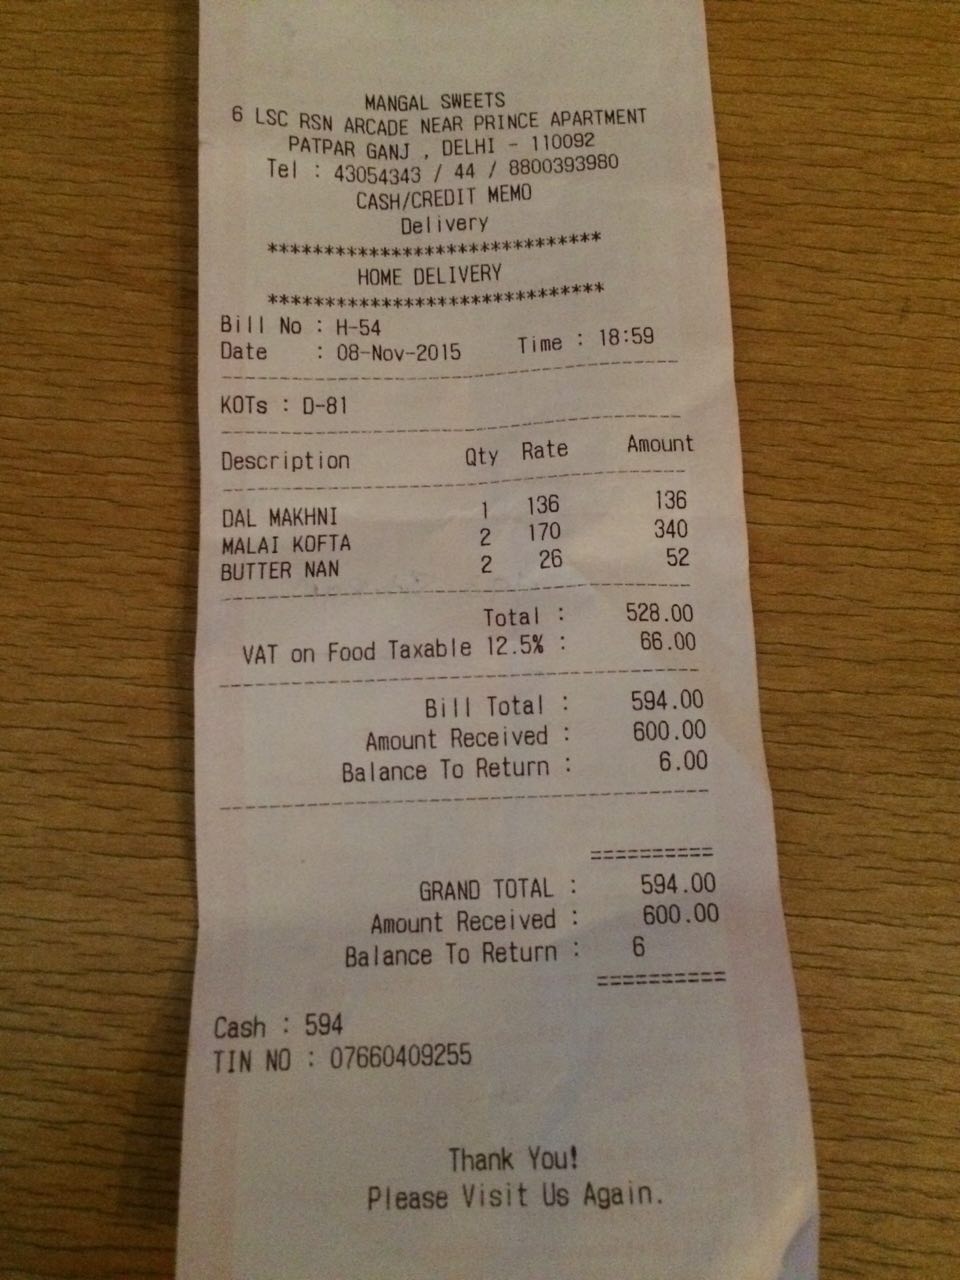 MANGAL SWEETS
6 LSC RSN ARCADE NEAR PRINCE APARTMENT
PATPAR GANJ , DELHI - 110092
Tel : 43054343 / 44 / 8800393980
CASH/CREDIT MEMO
Delivery
******************************
HOME DELIVERY
******************************
Bill No : H-54
Date : 08-Nov-2015 Time : 18:59
KOTs : D-81
Description Qty Rate Amount
DAL MAKHNI 1 136 136
MALAI KOFTA 2 170 340
BUTTER NAN 2 26 52
Total : 528.00
VAT on Food Taxable 12.5% : 66.00
Bill Total : 594.00
Amount Received : 600.00
Balance To Return : 6.00
==========
GRAND TOTAL : 594.00
Amount Received : 600.00
Balance To Return : 6
==========
Cash : 594
TIN NO : 07660409255
Thank You!
Please Visit Us Again.